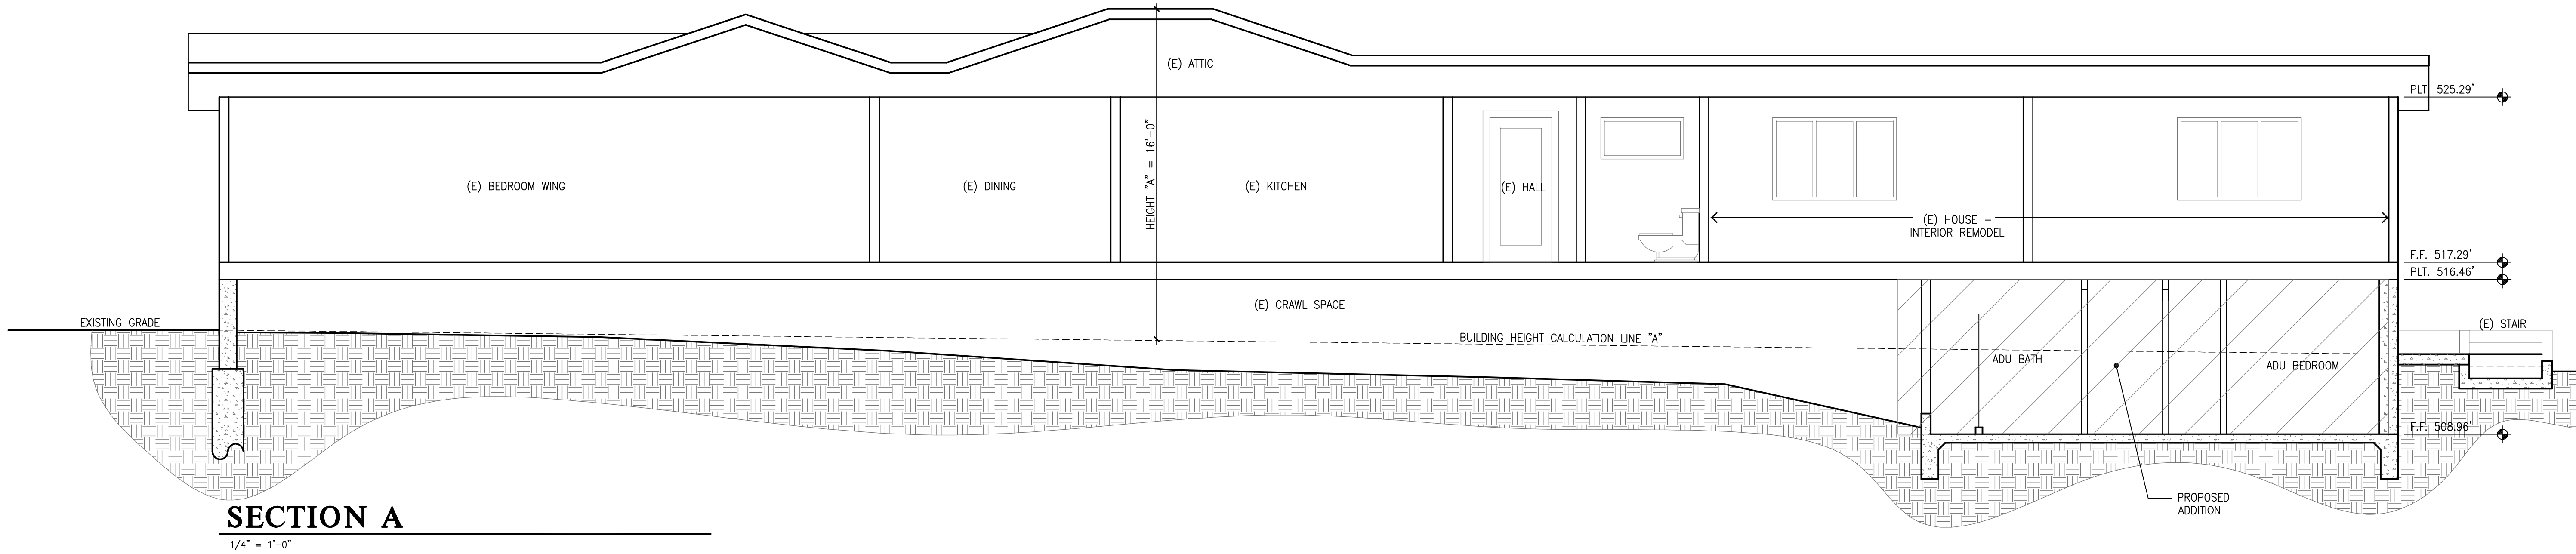 (E) ATTIC
PLT. 525.29'
HEIGHT "A" = 16'-0"
(E) BEDROOM WING
(E) DINING
(E) KITCHEN
(E) HALL
(E) HOUSE -
INTERIOR REMODEL
F.F. 517.29'
PLT. 516.46'
(E) CRAWL SPACE
EXISTING GRADE
(E) STAIR
BUILDING HEIGHT CALCULATION LINE "A"
ADU BATH
ADU BEDROOM
F.F. 508.96'
PROPOSED
ADDITION
SECTION A
1/4" = 1'-0"